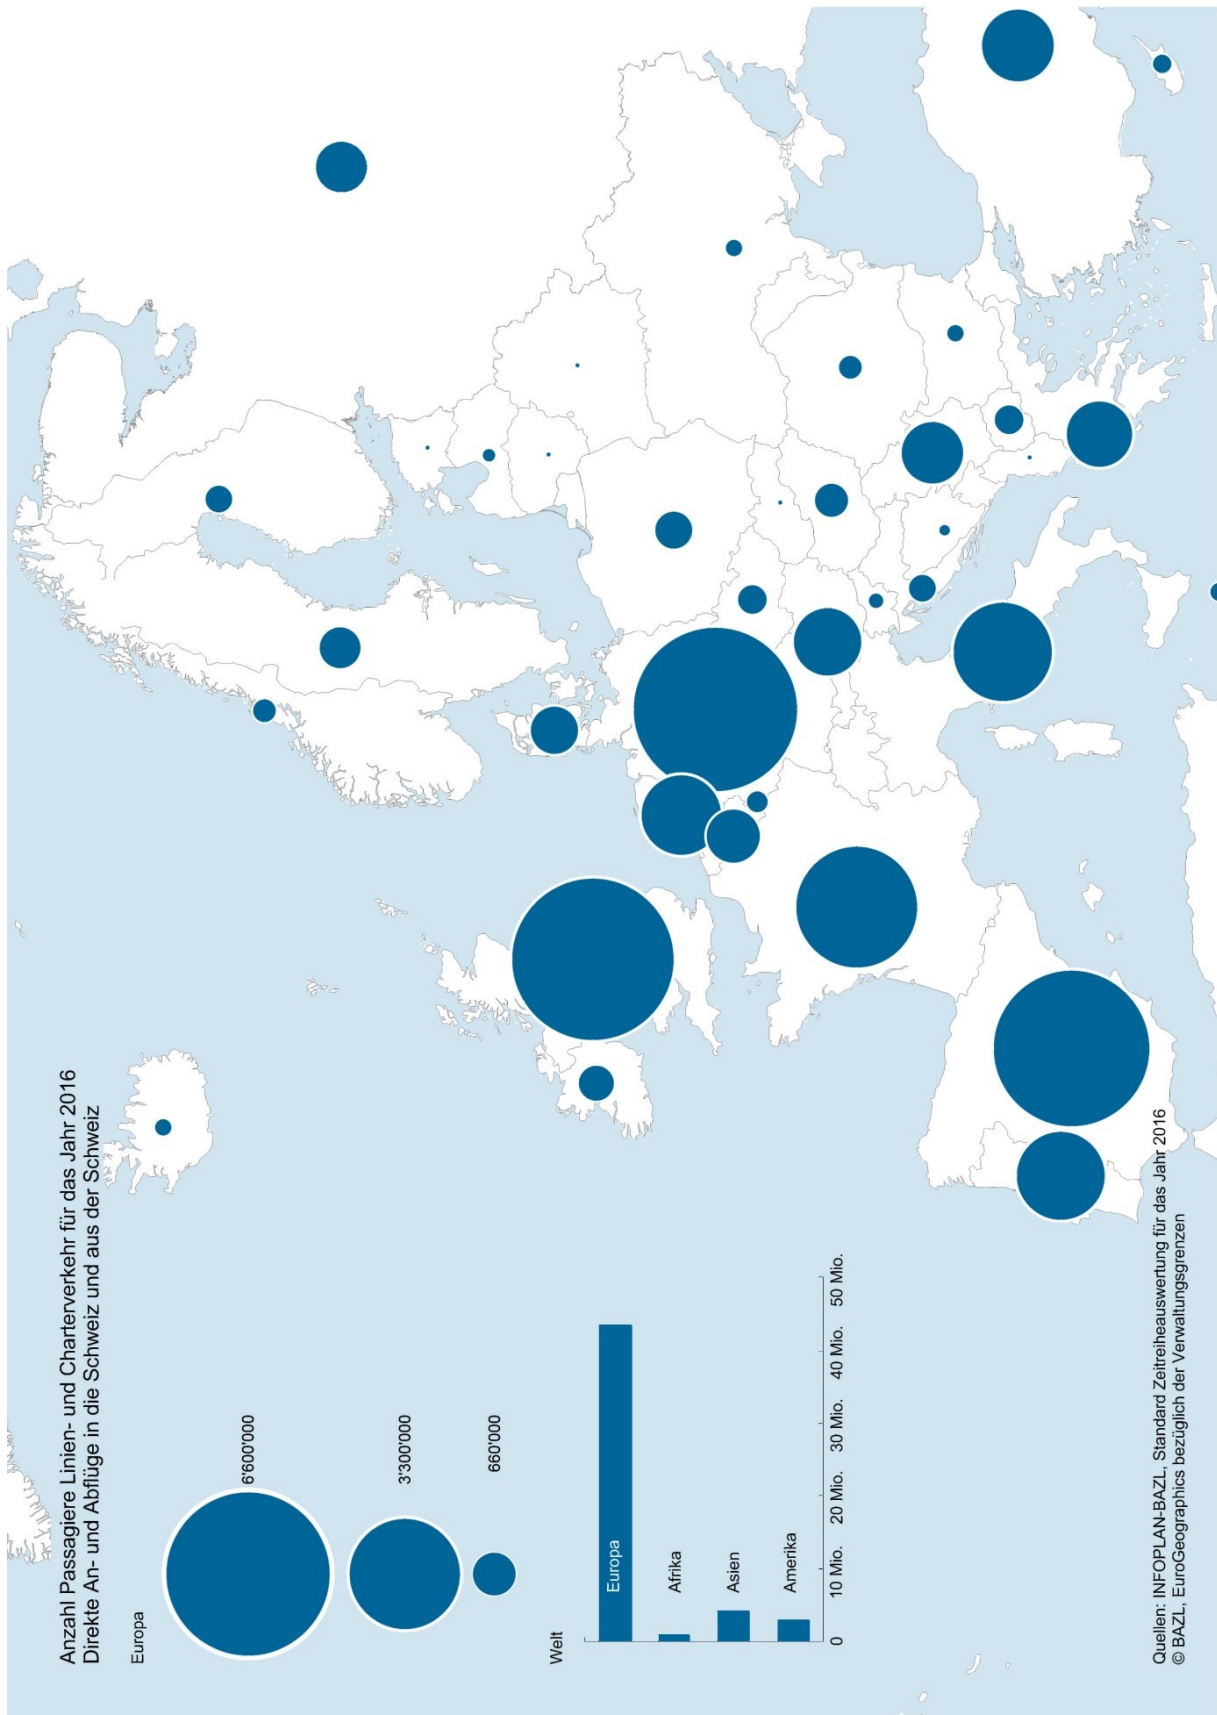 Anzahl Passagiere Linien- und Charterverkehr für das Jahr 2016
Direkte An- und Abflüge in die Schweiz und aus der Schweiz
Europa
6'600'000
3'300'000
660'000
Welt
Europa
Afrika
Asien
Amerika
0
10 Mio.
20 Mio.
30 Mio.
40 Mio.
50 Mio.
Quellen: INFOPLAN-BAZL, Standard Zeitreiheauswertung für das Jahr 2016
© BAZL, EuroGeographics bezüglich der Verwaltungsgrenzen